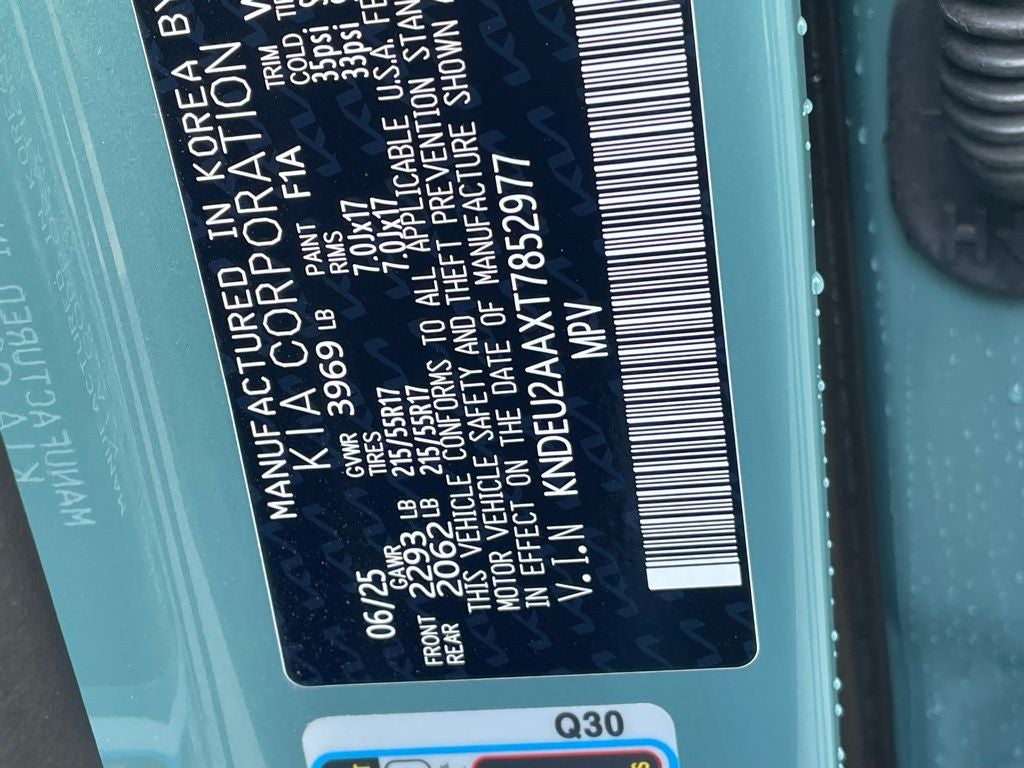 MANUFACTURED IN KOREA BY
KIA CORPORATION
06/25 GVWR 3969 LB PAINT F1A TRIM
GAWR TIRES RIMS COLD
FRONT 2293 LB 215/55R17 7.0Jx17 35psi
REAR 2062 LB 215/55R17 7.0Jx17 33psi
THIS VEHICLE CONFORMS TO ALL APPLICABLE U.S.A.
MOTOR VEHICLE SAFETY AND THEFT PREVENTION
IN EFFECT ON THE DATE OF MANUFACTURE SHOWN
V.I.N KNDEU2AAXT7852977
MPV
Q30